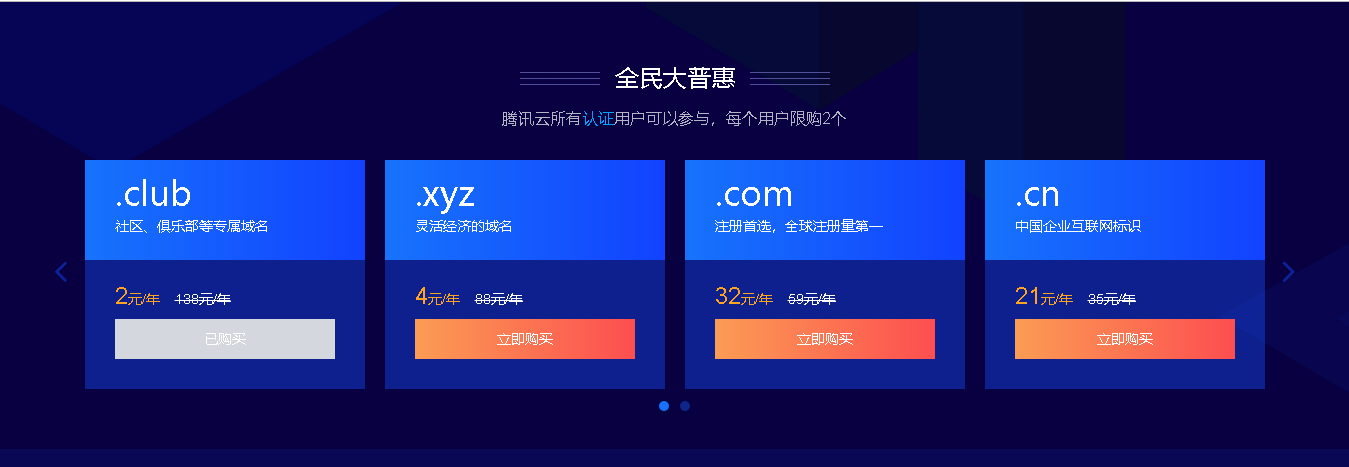 全民大普惠
腾讯云所有认证用户可以参与，每个用户限购2个
.club
社区、俱乐部等专属域名
2元/年 138元/年
已购买
.xyz
灵活经济的域名
4元/年 88元/年
立即购买
.com
注册首选，全球注册量第一
32元/年 59元/年
立即购买
.cn
中国企业互联网标识
21元/年 35元/年
立即购买